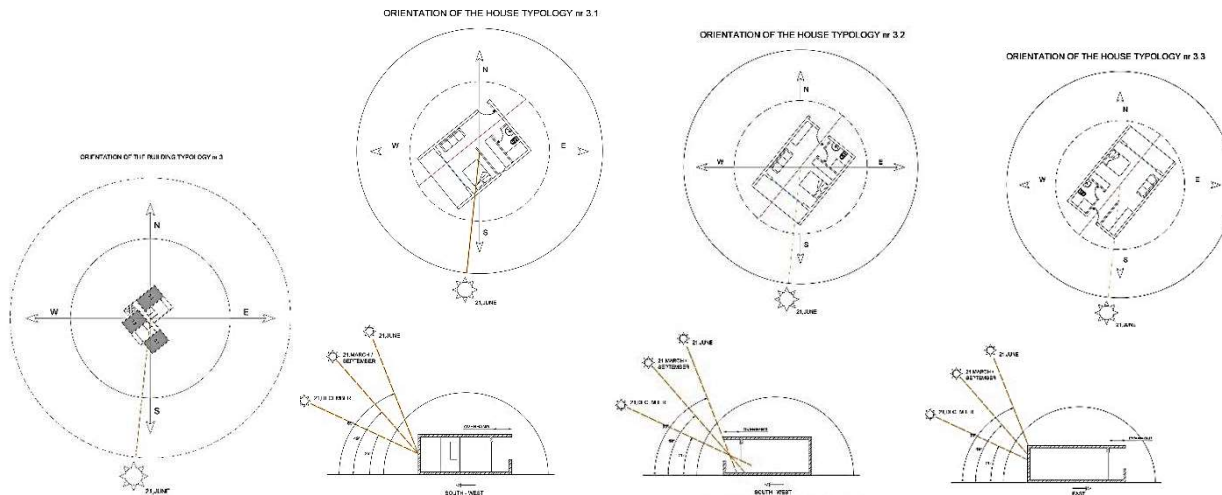 ORIENTATION OF THE BUILDING TYPOLOGY nr 3
N
W
E
S
21,JUNE
ORIENTATION OF THE HOUSE TYPOLOGY nr 3.1
N
W
E
S
21,JUNE
21,JUNE
21,MARCH /
SEPTEMBER
SOUTH - WEST
ORIENTATION OF THE HOUSE TYPOLOGY nr 3.2
N
W
E
S
21,JUNE
21,JUNE
21,MARCH /
SEPTEMBER
SOUTH - WEST
ORIENTATION OF THE HOUSE TYPOLOGY nr 3.3
N
W
E
S
21,JUNE
21,JUNE
21,MARCH /
SEPTEMBER
EAST